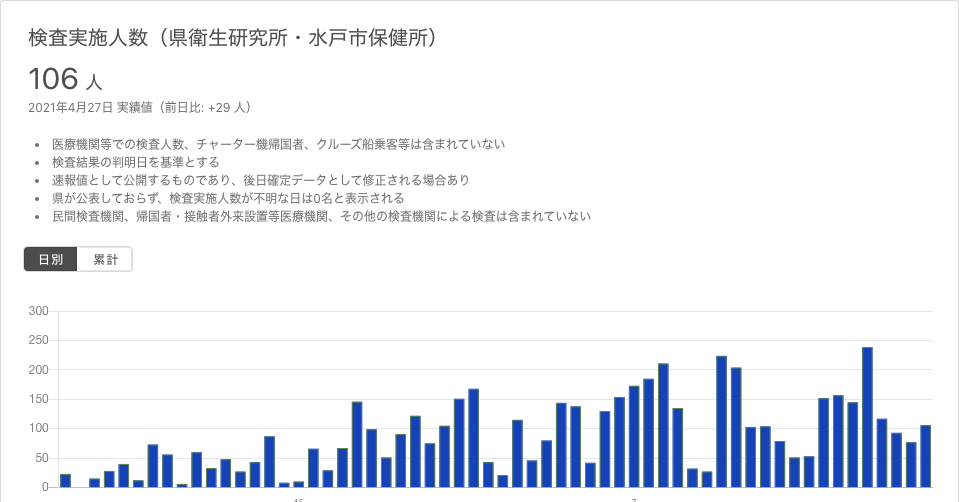 検査実施人数（県衛生研究所・水戸市保健所）
106 人
2021年4月27日 実績値（前日比: +29 人）
• 医療機関等での検査人数、チャーター機帰国者、クルーズ船乗客等は含まれていない
• 検査結果の判明日を基準とする
• 速報値として公開するものであり、後日確定データとして修正される場合あり
• 県が公表しておらず、検査実施人数が不明な日は0名と表示される
• 民間検査機関、帰国者・接触者外来設置等医療機関、その他の検査機関による検査は含まれていない
日別 累計
300
250
200
150
100
50
0